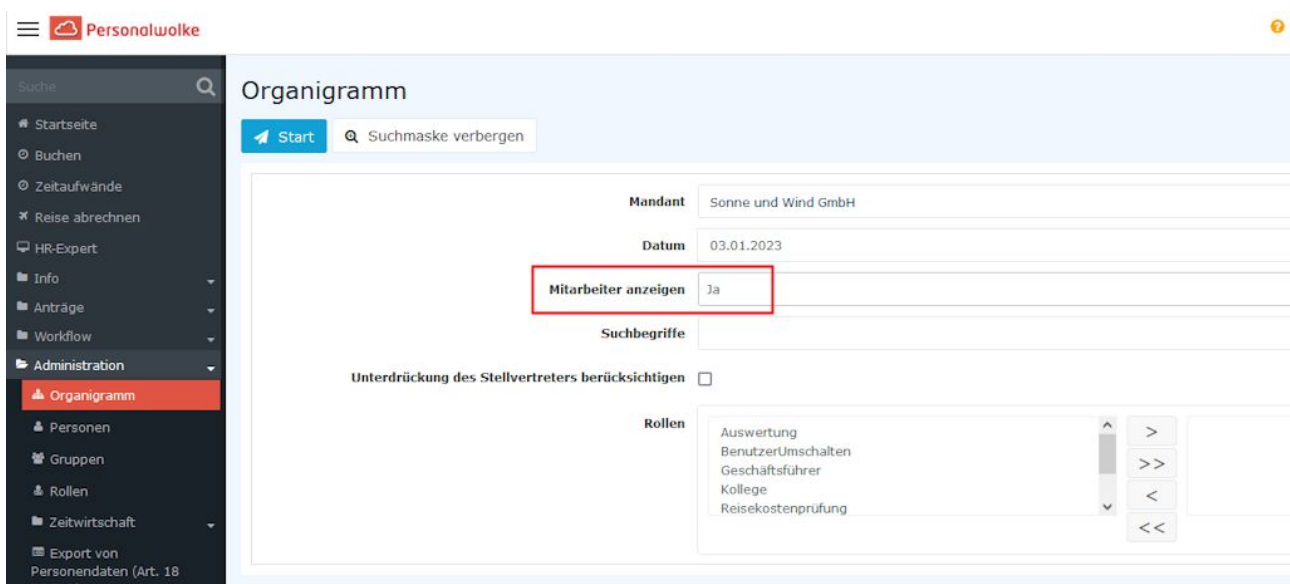 Personalwolke
Suche
Startseite
Buchen
Zeitaufwände
Reise abrechnen
HR-Expert
Info
Anträge
Workflow
Administration
Organigramm
Personen
Gruppen
Rollen
Zeitwirtschaft
Export von
Personendaten (Art. 18
Organigramm
Start Suchmaske verbergen
Mandant Sonne und Wind GmbH
Datum 03.01.2023
Mitarbeiter anzeigen Ja
Suchbegriffe
Unterdrückung des Stellvertreters berücksichtigen
Rollen
Auswertung
BenutzerUmschalten
Geschäftsführer
Kollege
Reisekostenprüfung
>
>>
<
<<